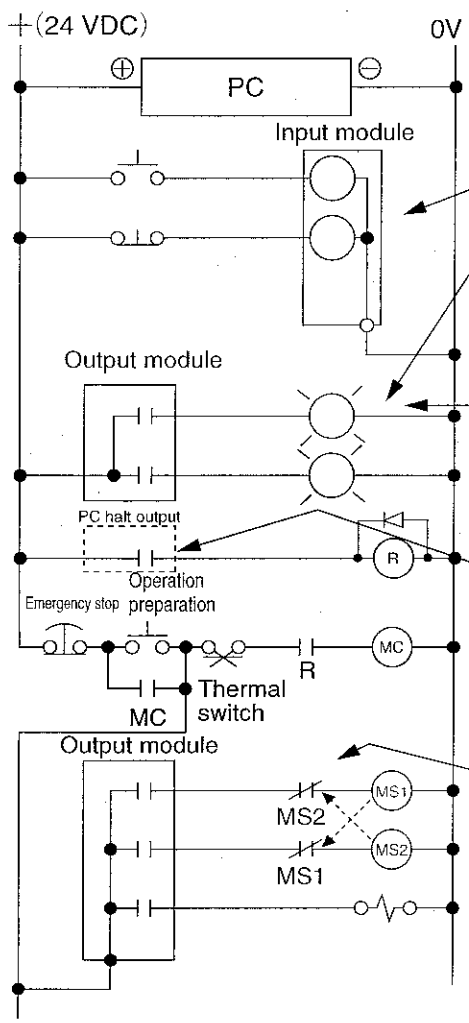 +(24 VDC)
0V
⊕
⊖
PC
Input module
Output module
PC halt output
Operation
preparation
Emergency stop
R
MC
R
MC
Thermal
switch
Output module
MS2
MS1
MS1
MS2